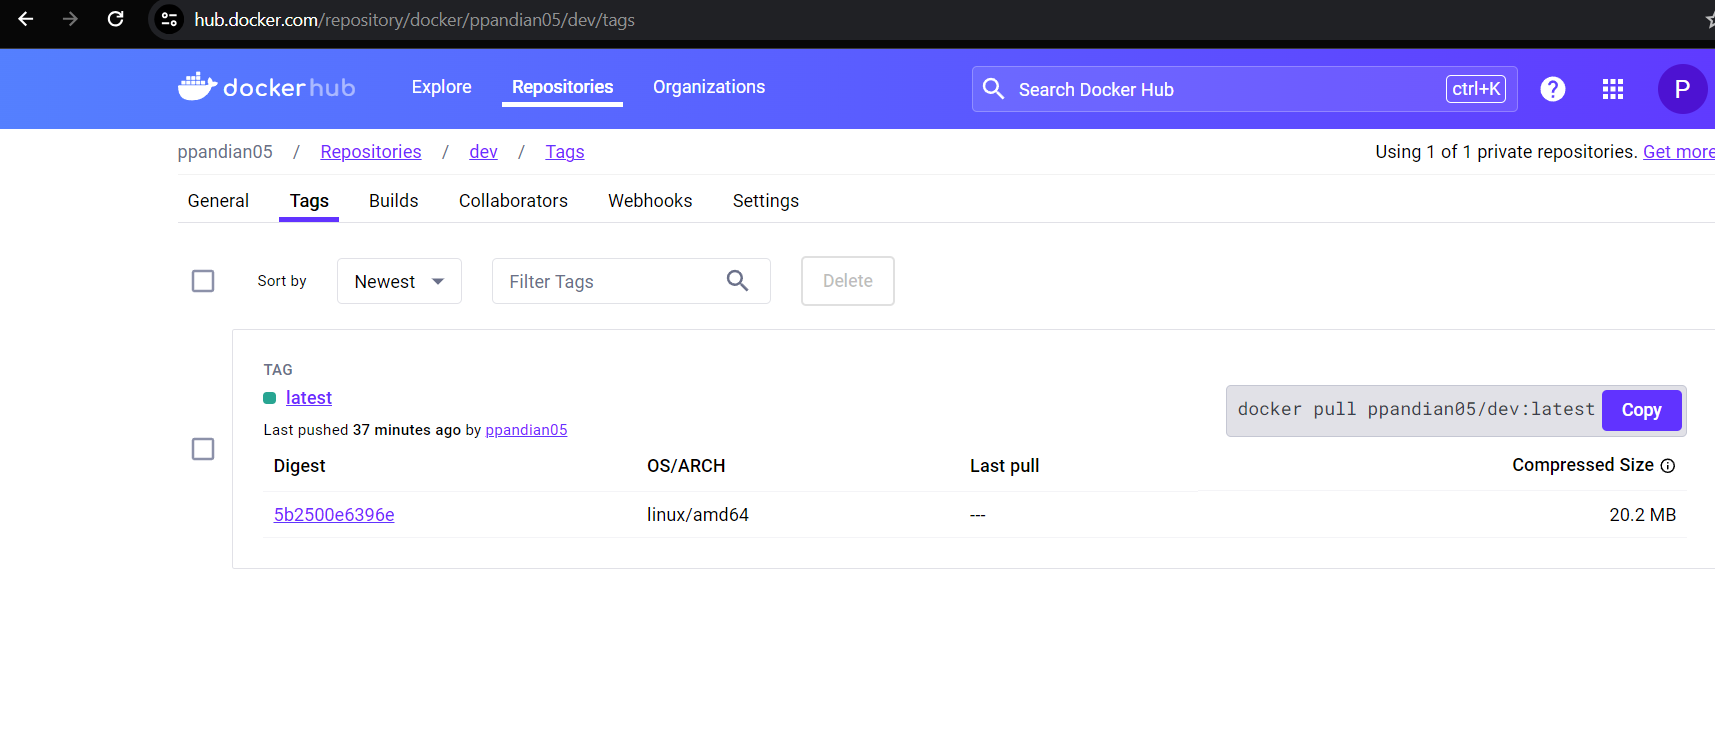 hub.docker.com/repository/docker/ppandian05/dev/tags
dockerhub Explore Repositories Organizations Search Docker Hub ctrl+K ? P
ppandian05 / Repositories / dev / Tags Using 1 of 1 private repositories. Get more
General Tags Builds Collaborators Webhooks Settings
Sort by Newest Filter Tags Delete
TAG
latest
docker pull ppandian05/dev:latest Copy
Last pushed 37 minutes ago by ppandian05
Digest OS/ARCH Last pull Compressed Size
5b2500e6396e linux/amd64 --- 20.2 MB